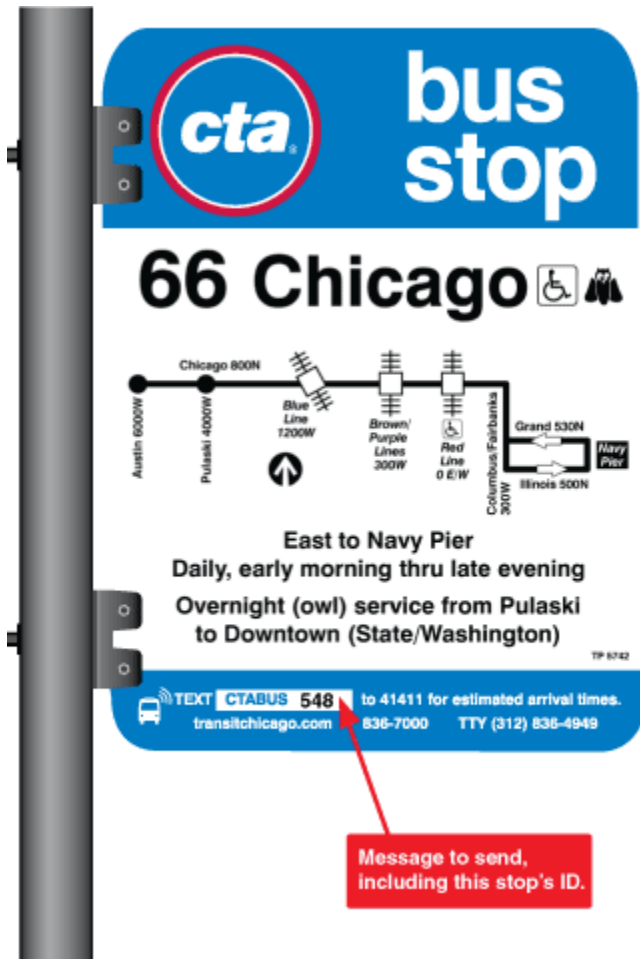 cta®
bus
stop
66 Chicago
Chicago 800N
Austin 6000W
Pulaski 4000W
Blue
Line
1200W
Brown/
Purple
Lines
300W
Red
Line
0 E/W
Columbus/Fairbanks
300W
Grand 530N
Illinois 500N
Navy
Pier
East to Navy Pier
Daily, early morning thru late evening
Overnight (owl) service from Pulaski
to Downtown (State/Washington)
TP 5742
TEXT CTABUS 548 to 41411 for estimated arrival times.
transitchicago.com 836-7000 TTY (312) 836-4949
Message to send,
including this stop's ID.